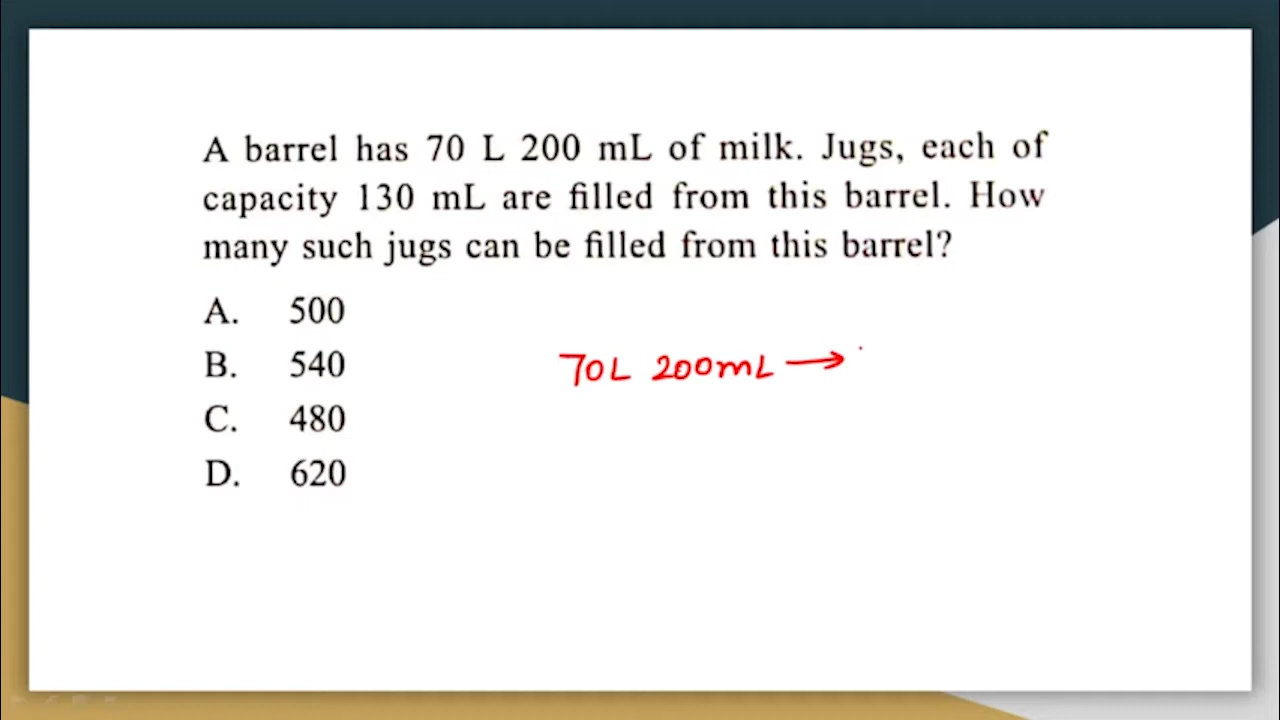 A barrel has 70 L 200 mL of milk. Jugs, each of
capacity 130 mL are filled from this barrel. How
many such jugs can be filled from this barrel?
A. 500
B. 540
C. 480
D. 620
70L 200mL →